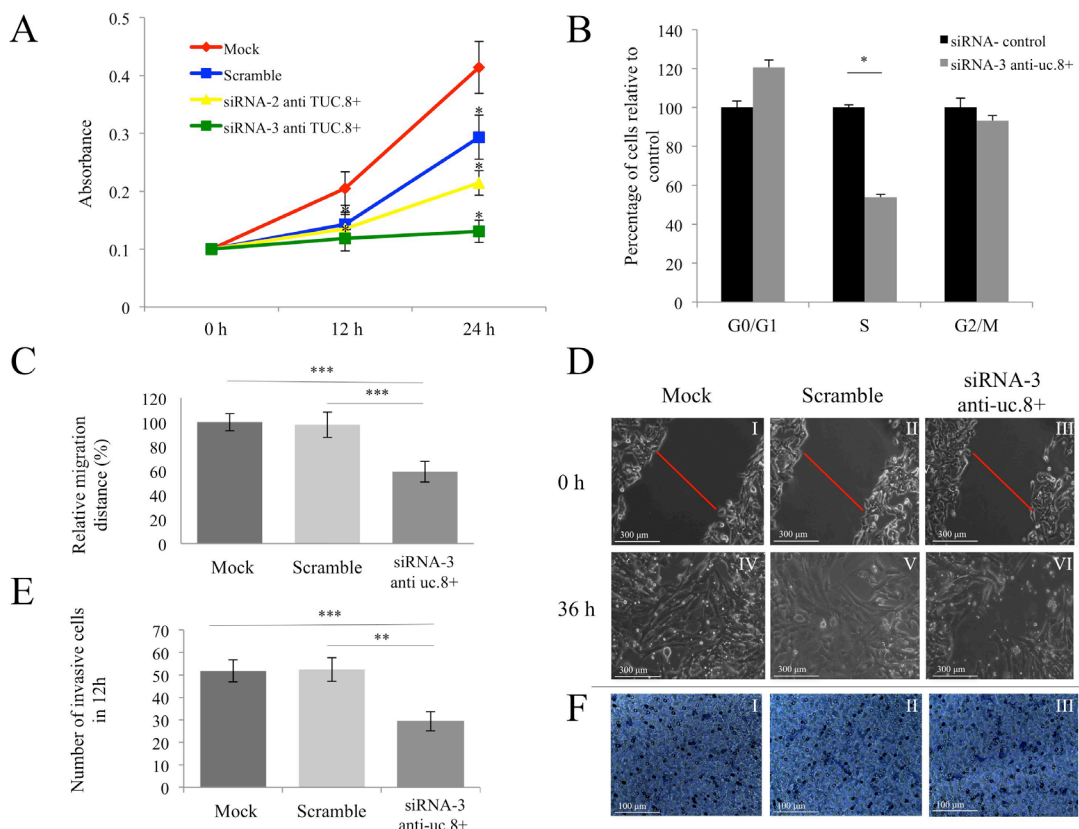 A
Absorbance
0.5
0.4
0.3
0.2
0.1
0
Mock
Scramble
siRNA-2 anti TUC.8+
siRNA-3 anti TUC.8+
*
*
*
*
*
0 h
12 h
24 h
B
Percentage of cells relative to
control
140
120
100
80
60
40
20
0
siRNA- control
siRNA-3 anti-uc.8+
*
G0/G1
S
G2/M
C
Relative migration
distance (%)
120
100
80
60
40
20
0
***
***
Mock
Scramble
siRNA-3
anti uc.8+
D
Mock
Scramble
siRNA-3
anti-uc.8+
0 h
I
300 µm
II
300 µm
III
300 µm
36 h
IV
300 µm
V
300 µm
VI
300 µm
E
Number of invasive cells
in 12h
70
60
50
40
30
20
10
0
***
**
Mock
Scramble
siRNA-3
anti-uc.8+
F
I
100 µm
II
100 µm
III
100 µm